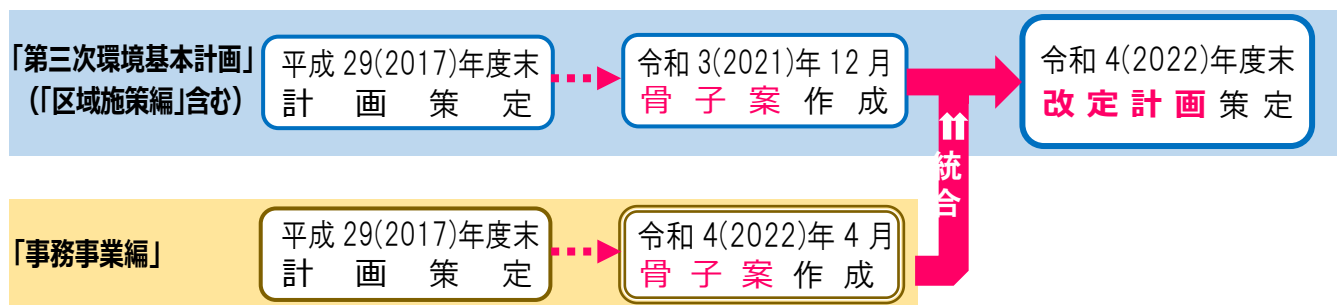 「第三次環境基本計画」
(「区域施策編」含む)
平成 29(2017)年度末
計画策定
令和 3(2021)年 12 月
骨子案作成
令和 4(2022)年度末
改定計画策定
⇈統合
「事務事業編」
平成 29(2017)年度末
計画策定
令和 4(2022)年 4 月
骨子案作成